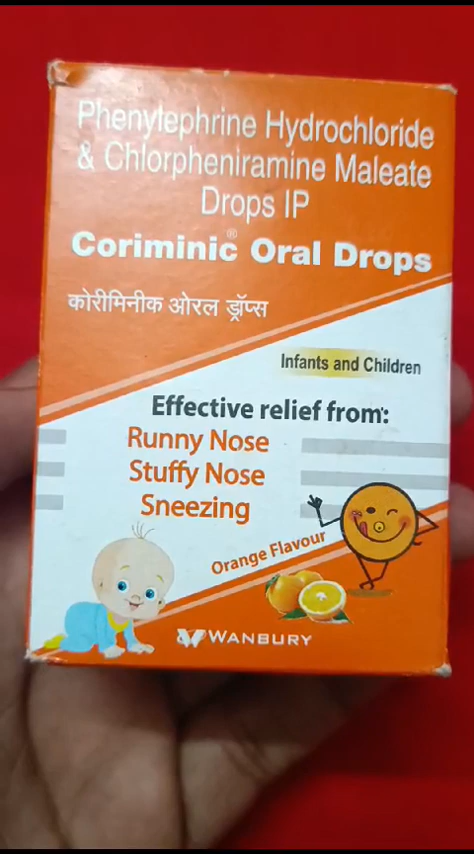 Phenylephrine Hydrochloride
& Chlorpheniramine Maleate
Drops IP
Coriminic® Oral Drops
कोरीमिनीक ओरल ड्रॉप्स
Infants and Children
Effective relief from:
Runny Nose
Stuffy Nose
Sneezing
Orange Flavour
WANBURY